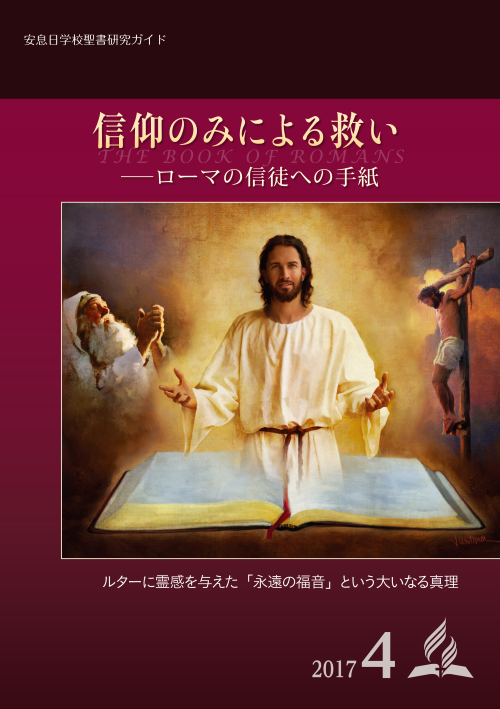 安息日学校聖書研究ガイド
信仰のみによる救い
THE BOOK OF ROMANS
──ローマの信徒への手紙
ルターに霊感を与えた「永遠の福音」という大いなる真理
2017 4